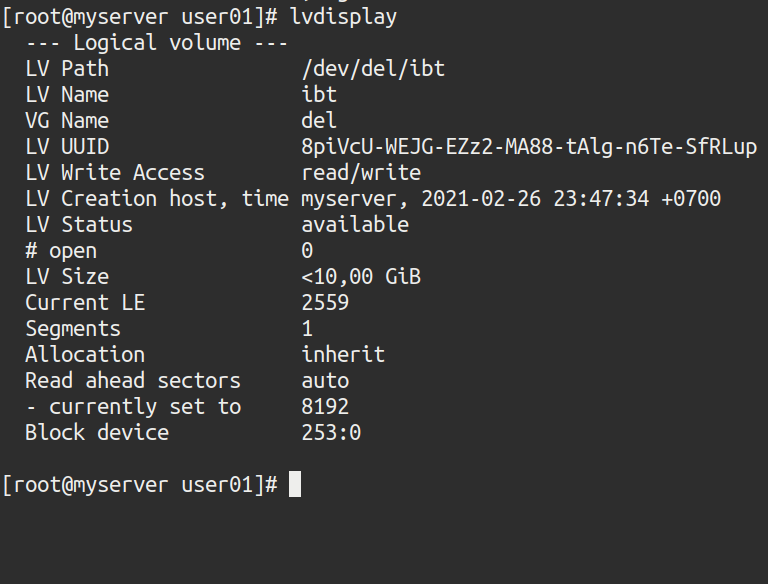 [root@myserver user01]# lvdisplay
--- Logical volume ---
LV Path                /dev/del/ibt
LV Name                ibt
VG Name                del
LV UUID                8piVcU-WEJG-EZz2-MA88-tAlg-n6Te-SfRLup
LV Write Access        read/write
LV Creation host, time myserver, 2021-02-26 23:47:34 +0700
LV Status              available
# open                 0
LV Size                <10,00 GiB
Current LE             2559
Segments               1
Allocation             inherit
Read ahead sectors     auto
- currently set to     8192
Block device           253:0
[root@myserver user01]#